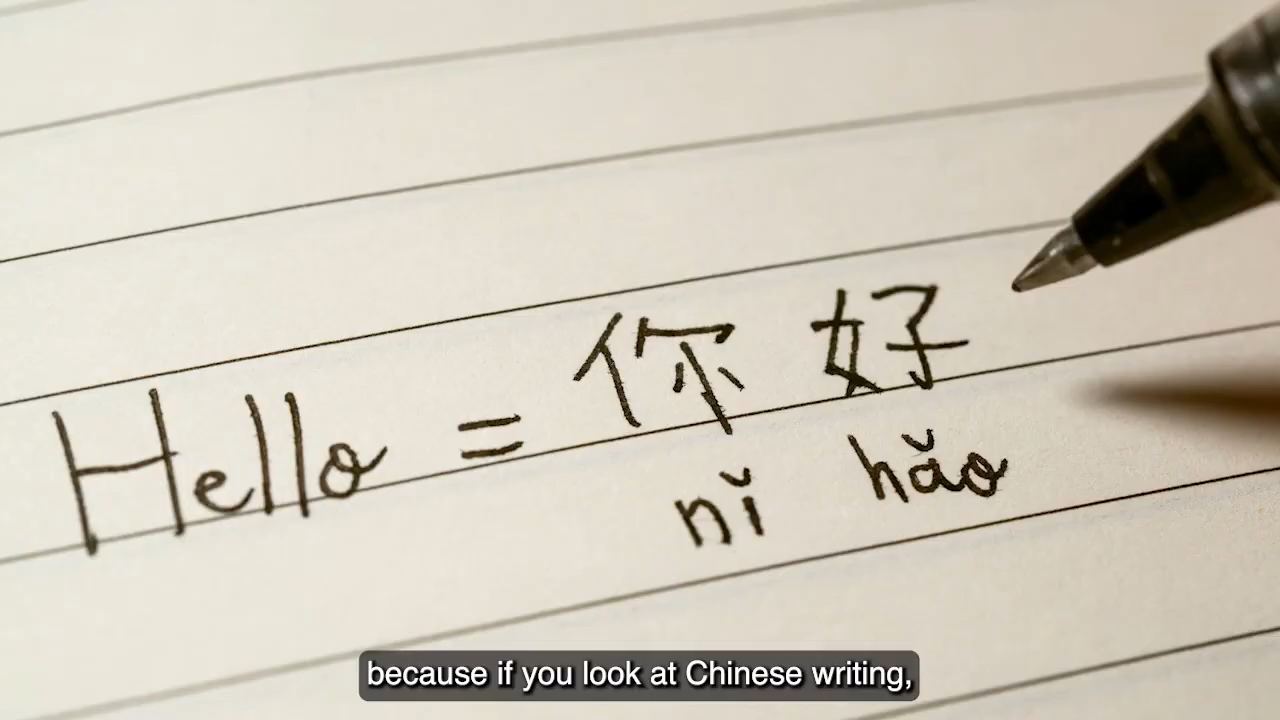 Hello = 你好
nǐ hǎo
because if you look at Chinese writing,